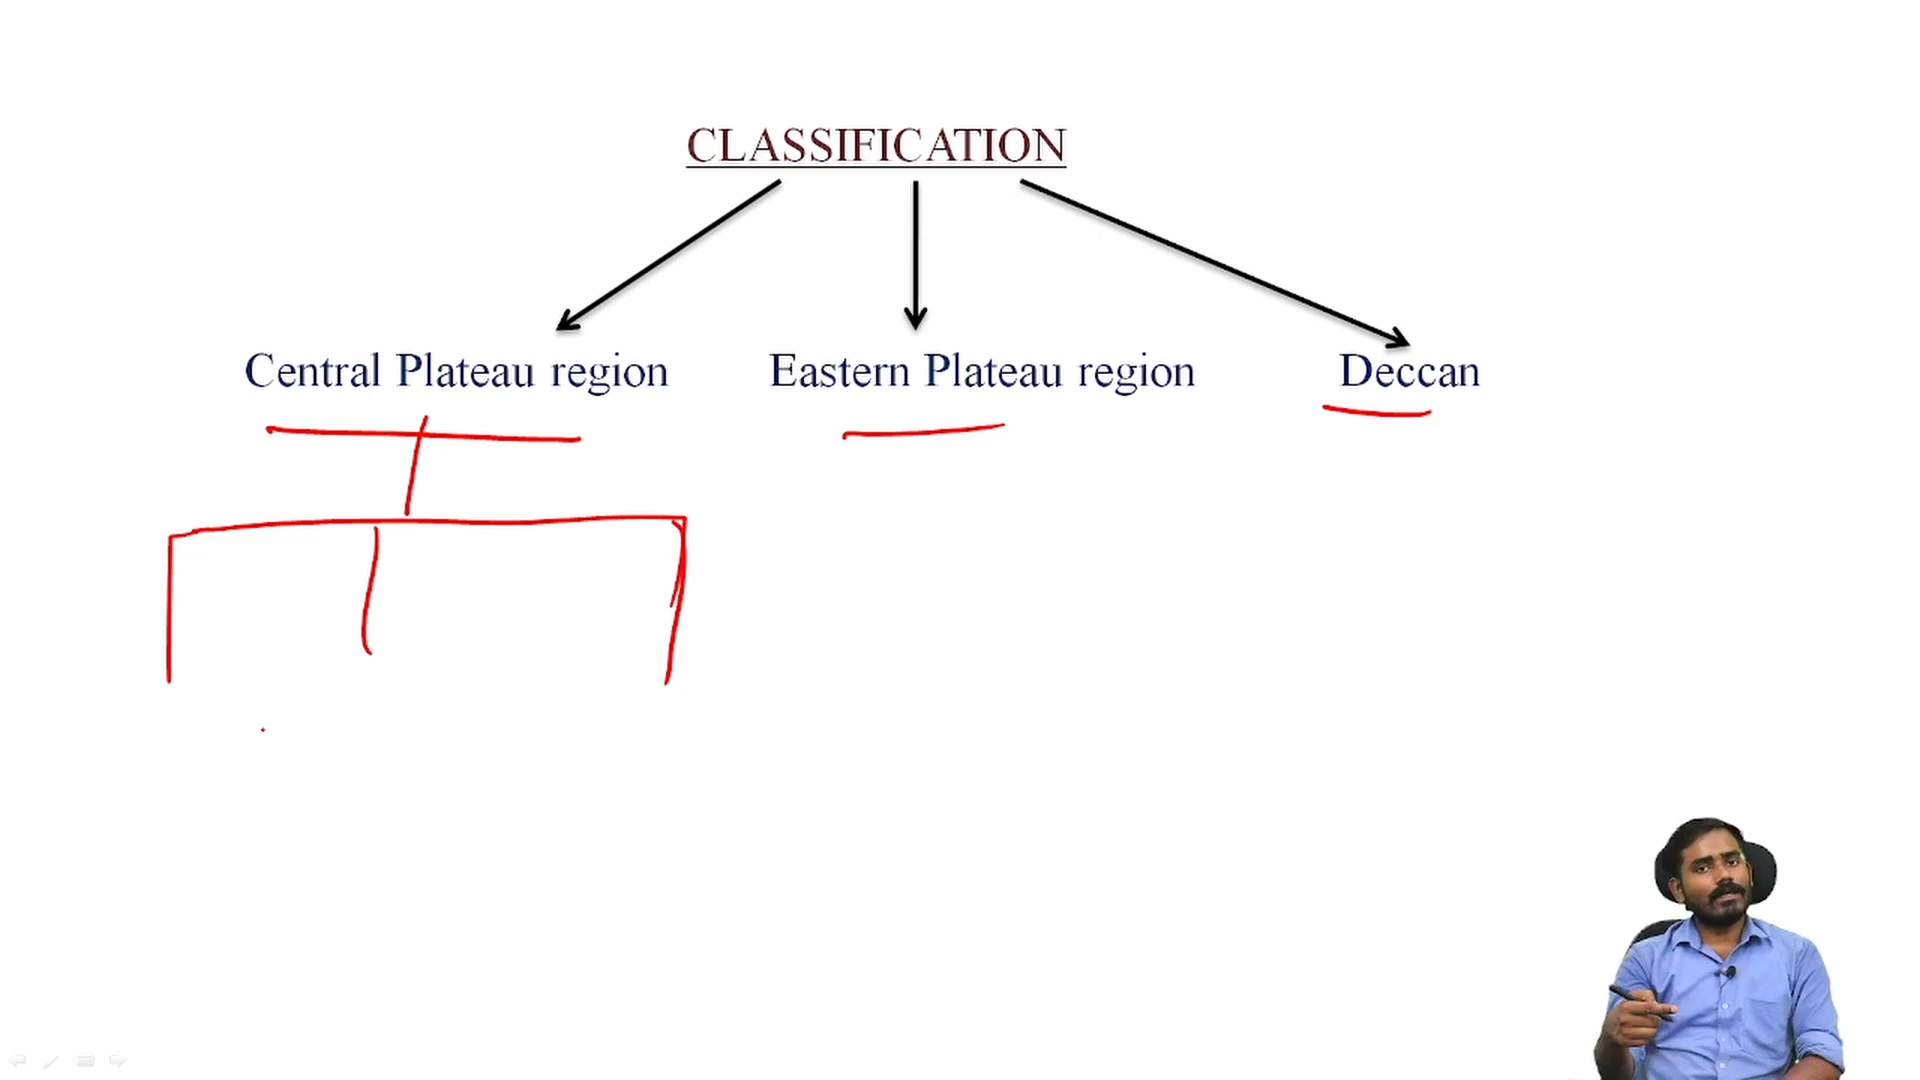 CLASSIFICATION
Central Plateau region
Eastern Plateau region
Deccan